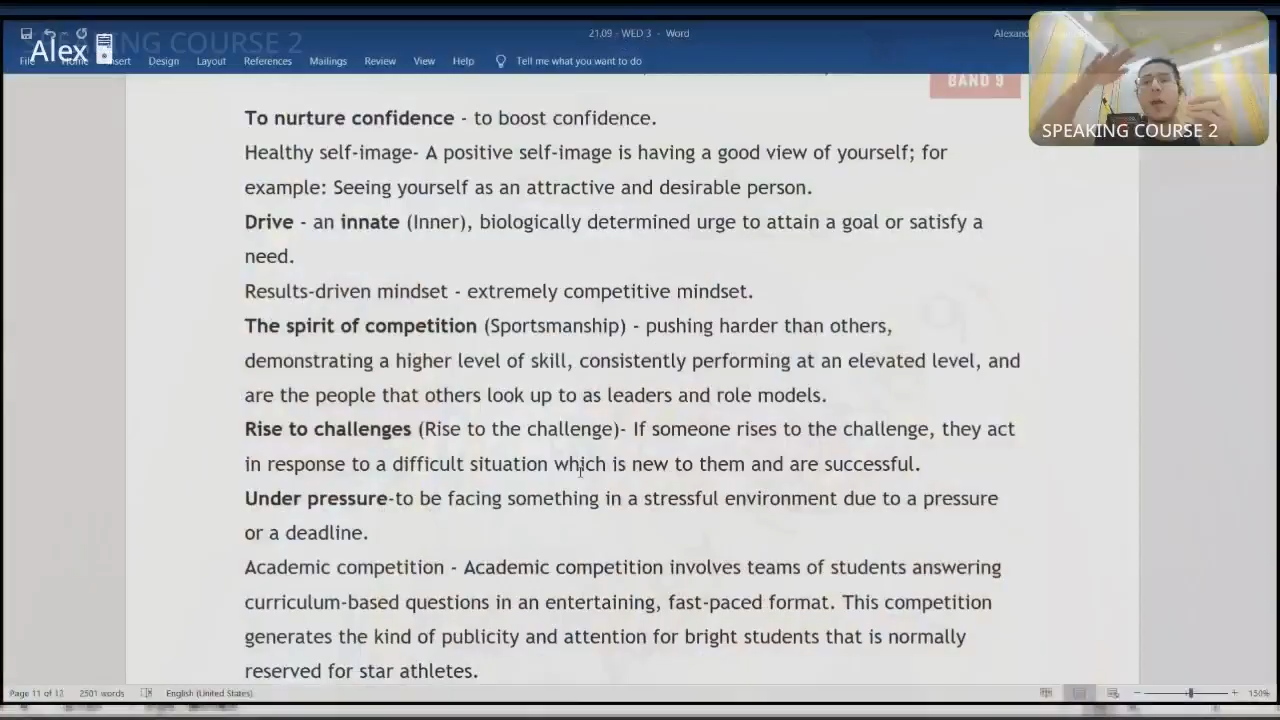 SPEAKING COURSE 2
21.09 - WED 3 - Word
Alex
File Home Insert Design Layout References Mailings Review View Help Tell me what you want to do
BAND 9
SPEAKING COURSE 2
To nurture confidence - to boost confidence.
Healthy self-image- A positive self-image is having a good view of yourself; for
example: Seeing yourself as an attractive and desirable person.
Drive - an innate (Inner), biologically determined urge to attain a goal or satisfy a
need.
Results-driven mindset - extremely competitive mindset.
The spirit of competition (Sportsmanship) - pushing harder than others,
demonstrating a higher level of skill, consistently performing at an elevated level, and
are the people that others look up to as leaders and role models.
Rise to challenges (Rise to the challenge)- If someone rises to the challenge, they act
in response to a difficult situation which is new to them and are successful.
Under pressure-to be facing something in a stressful environment due to a pressure
or a deadline.
Academic competition - Academic competition involves teams of students answering
curriculum-based questions in an entertaining, fast-paced format. This competition
generates the kind of publicity and attention for bright students that is normally
reserved for star athletes.
Page 11 of 12 2501 words English (United States) 150%